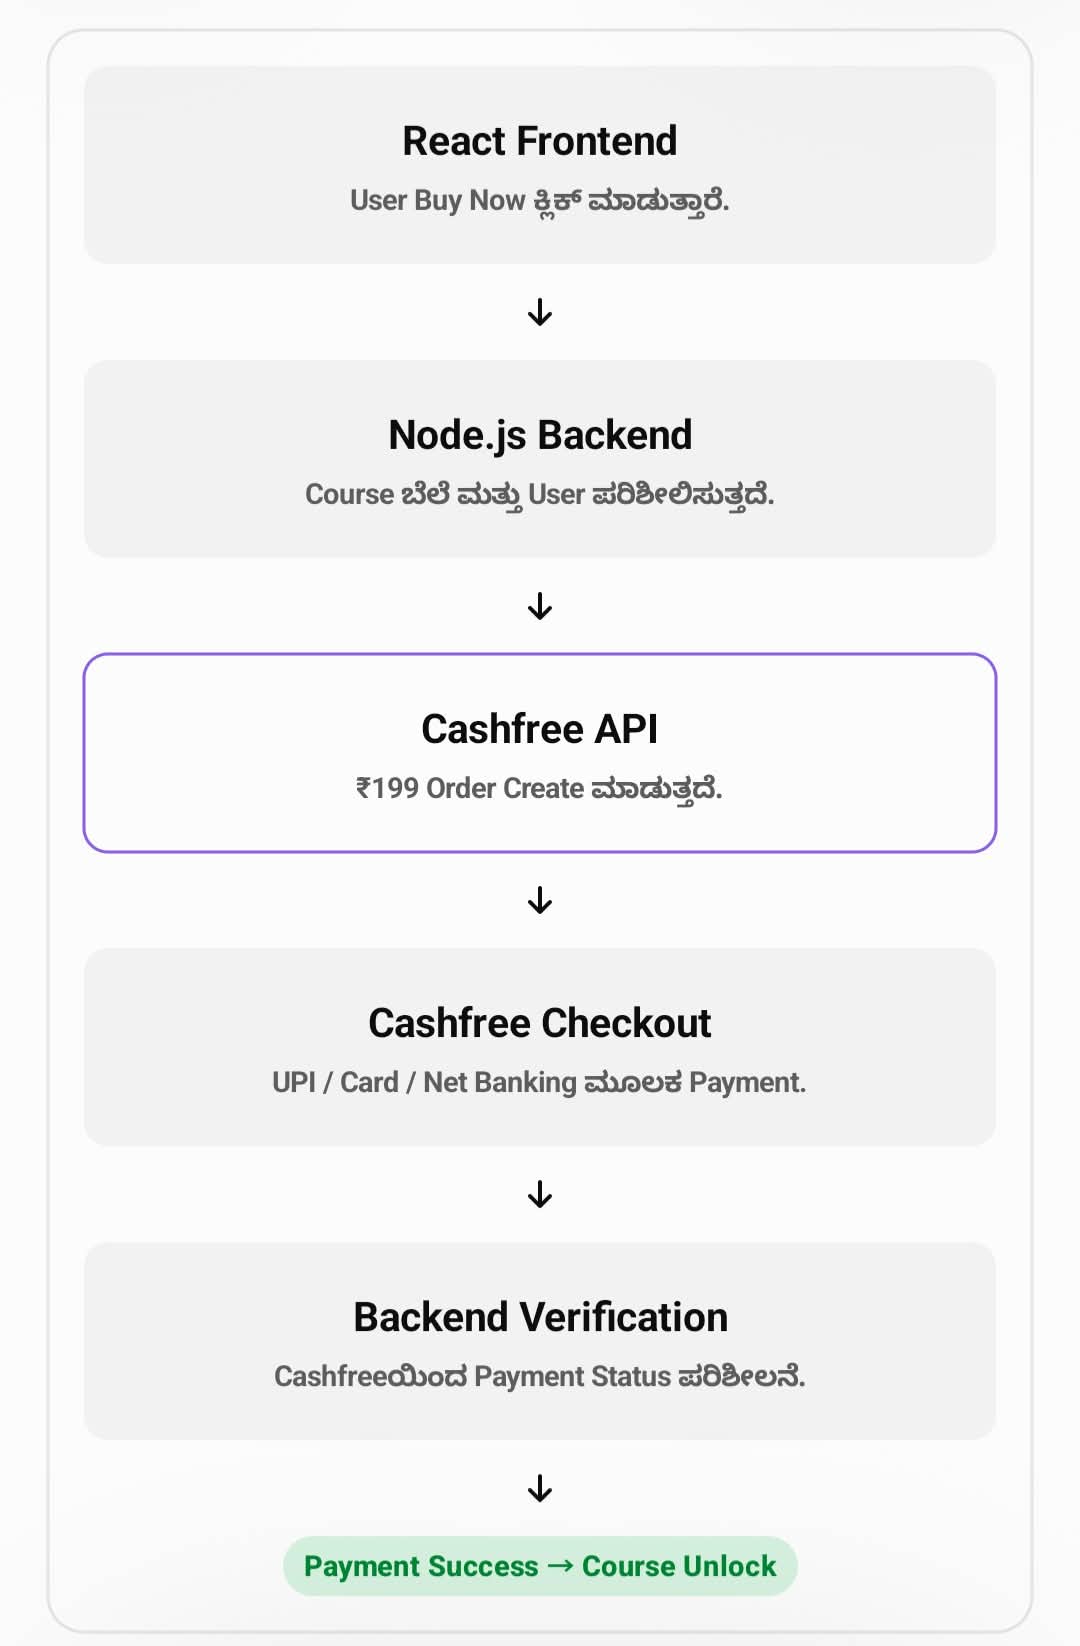 React Frontend
User Buy Now ಕ್ಲಿಕ್ ಮಾಡುತ್ತಾರೆ.
↓
Node.js Backend
Course ಬೆಲೆ ಮತ್ತು User ಪರಿಶೀಲಿಸುತ್ತದೆ.
↓
Cashfree API
₹199 Order Create ಮಾಡುತ್ತದೆ.
↓
Cashfree Checkout
UPI / Card / Net Banking ಮೂಲಕ Payment.
↓
Backend Verification
Cashfreeಯಿಂದ Payment Status ಪರಿಶೀಲನೆ.
↓
Payment Success → Course Unlock